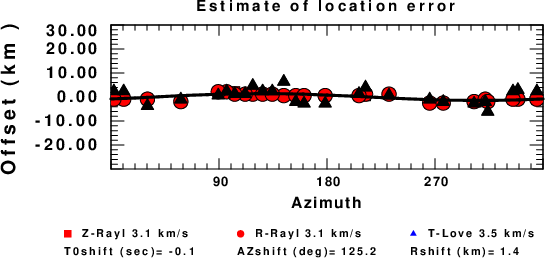 Estimate of location error
30.00
20.00
10.00
0.00
-10.00
-20.00
Offset (km)
90 180 270
Azimuth
Z-Rayl 3.1 km/s R-Rayl 3.1 km/s T-Love 3.5 km/s
T0shift (sec)= -0.1 AZshift (deg)= 125.2 Rshift (km)= 1.4